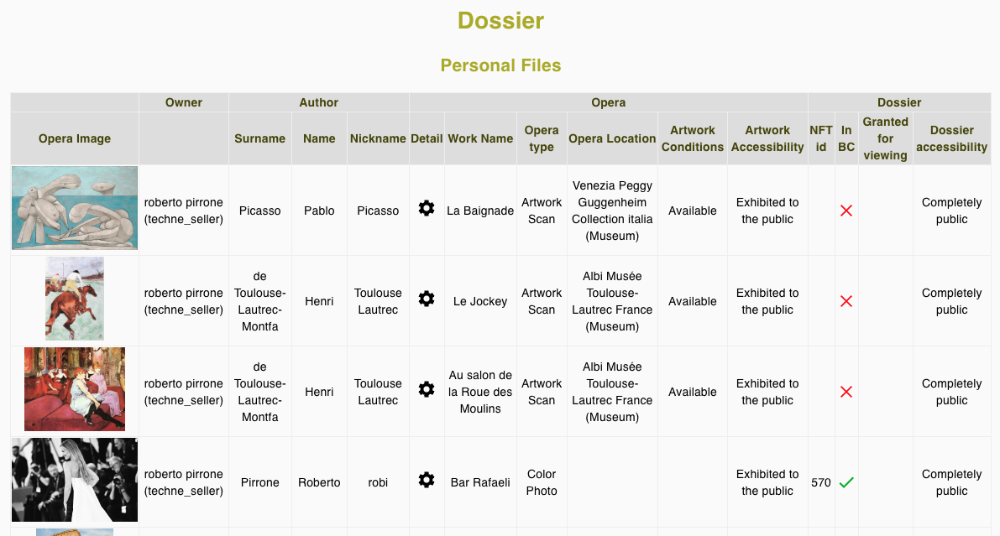 Dossier
Personal Files
Owner Author Opera Dossier
Opera Image Surname Name Nickname Detail Work Name Opera type Opera Location Artwork Conditions Artwork Accessibility NFT id In BC Granted for viewing Dossier accessibility
roberto pirrone (techne_seller) Picasso Pablo Picasso La Baignade Artwork Scan Venezia Peggy Guggenheim Collection italia (Museum) Available Exhibited to the public Completely public
roberto pirrone (techne_seller) de Toulouse-Lautrec-Montfa Henri Toulouse Lautrec Le Jockey Artwork Scan Albi Musée Toulouse-Lautrec France (Museum) Available Exhibited to the public Completely public
roberto pirrone (techne_seller) de Toulouse-Lautrec-Montfa Henri Toulouse Lautrec Au salon de la Roue des Moulins Artwork Scan Albi Musée Toulouse-Lautrec France (Museum) Available Exhibited to the public Completely public
roberto pirrone (techne_seller) Pirrone Roberto robi Bar Rafaeli Color Photo Exhibited to the public 570 Completely public